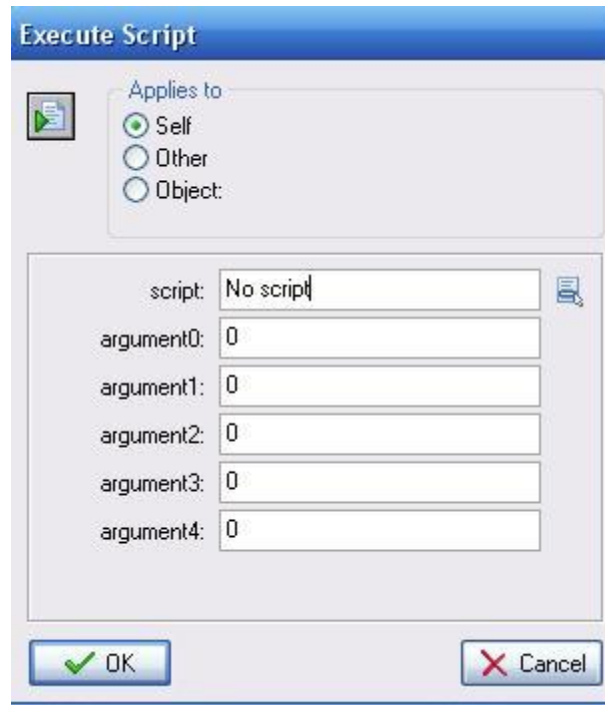 Execute Script
Applies to
Self
Other
Object:
script: No script
argument0: 0
argument1: 0
argument2: 0
argument3: 0
argument4: 0
OK Cancel